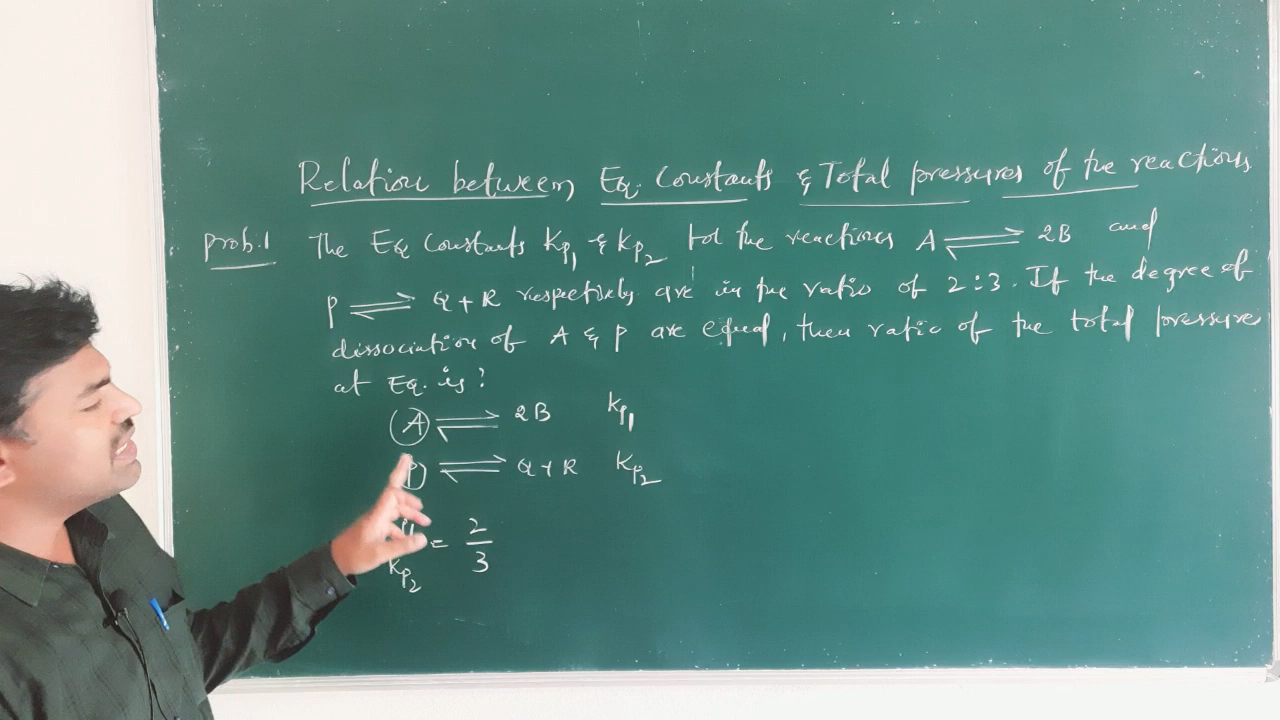 Relation between Eq. Constants & Total pressures of the reactions
prob.1 The Eq Constants Kp1 & Kp2 for the reactions A ⇌ 2B and
P ⇌ Q + R respectively are in the ratio of 2:3. If the degree of
dissociation of A & P are equal, then ratio of the total pressures
at Eq. is?
A ⇌ 2B Kp1
P ⇌ Q + R Kp2
= 2/3
Kp2